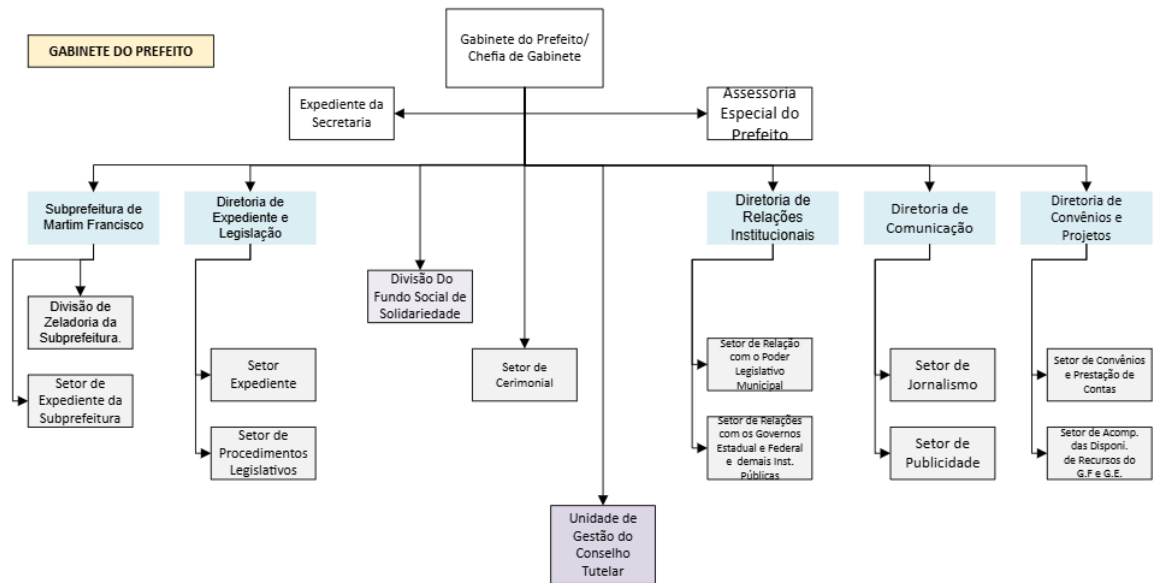 GABINETE DO PREFEITO
Gabinete do Prefeito/
Chefia de Gabinete
Expediente da
Secretaria
Assessoria
Especial do
Prefeito
Subprefeitura de
Martim Francisco
Diretoria de
Expediente e
Legislação
Diretoria de
Relações
Institucionais
Diretoria de
Comunicação
Diretoria de
Convênios e
Projetos
Divisão de
Zeladoria da
Subprefeitura.
Setor de
Expediente da
Subprefeitura
Setor
Expediente
Setor de
Procedimentos
Legislativos
Divisão Do
Fundo Social de
Solidariedade
Setor de
Cerimonial
Unidade de
Gestão do
Conselho
Tutelar
Setor de Relação
com o Poder
Legislativo
Municipal
Setor de Relações
com os Governos
Estadual e Federal
e demais Inst.
Públicas
Setor de
Jornalismo
Setor de
Publicidade
Setor de Convênios
e Prestação de
Contas
Setor de Acomp.
das Disponi.
de Recursos do
G.F e G.E.